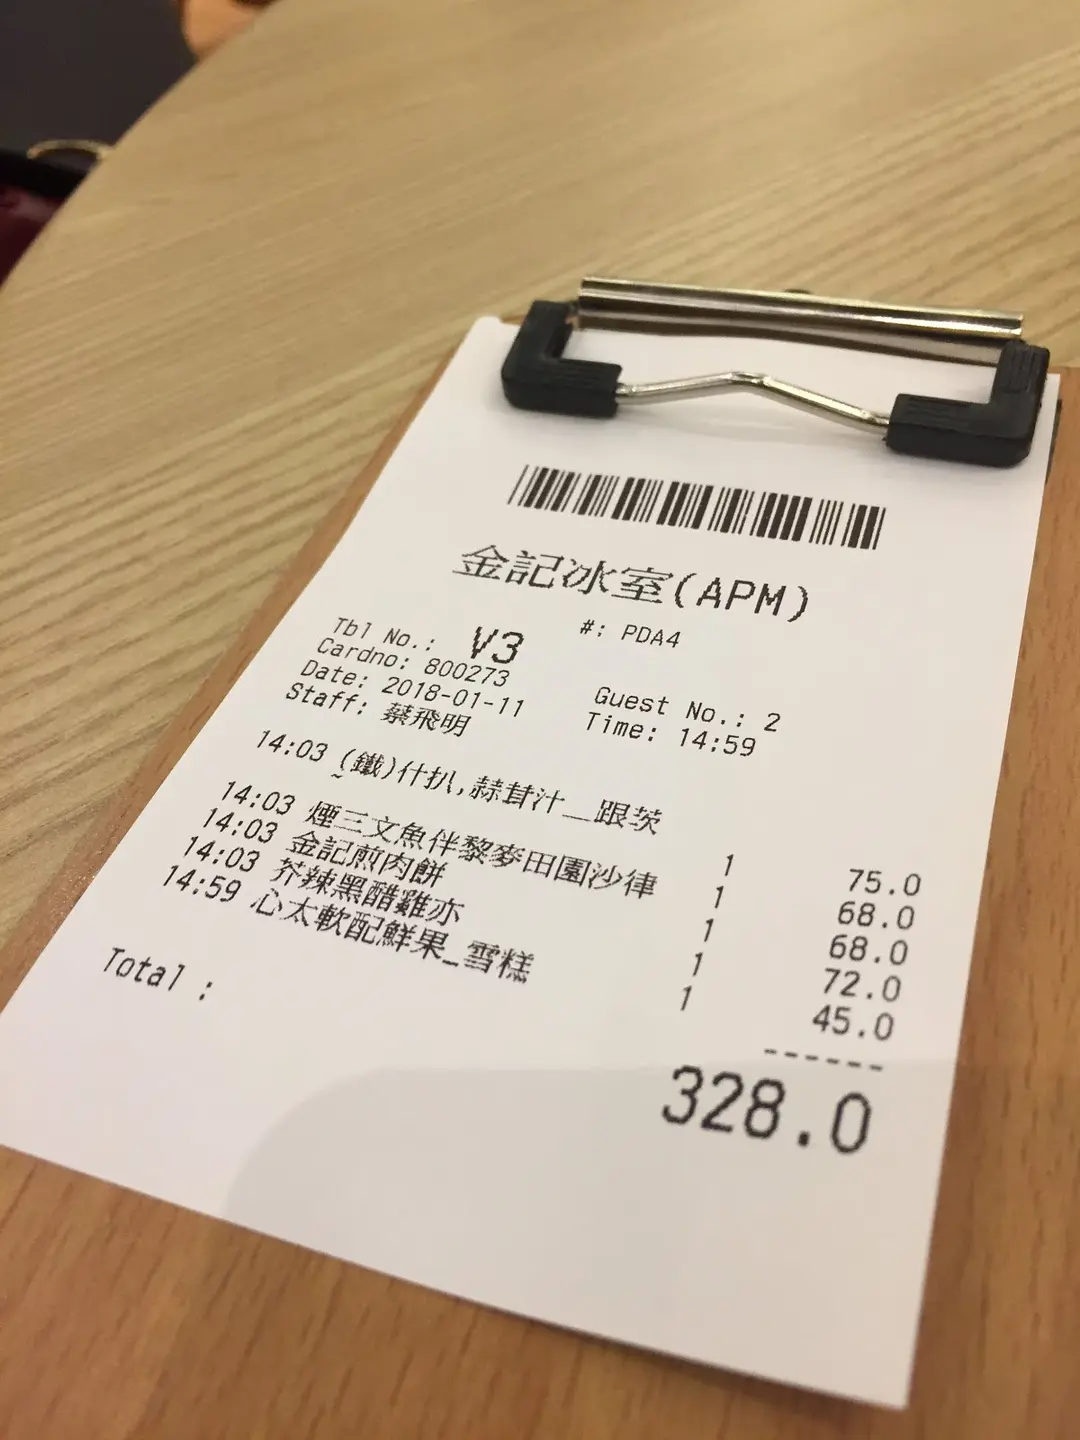 金記冰室(APM)
#: PDA4
Tbl No.: V3
Cardno: 800273
Guest No.: 2
Date: 2018-01-11
Time: 14:59
Staff: 蔡飛明
14:03 (鐵)什扒,蒜茸汁__跟茨 1 75.0
14:03 煙三文魚伴黎麥田園沙律 1 68.0
14:03 金記煎肉餅 1 68.0
14:03 芥辣黑醋雞亦 1 72.0
14:59 心太軟配鮮果_雪糕 1 45.0
------
Total : 328.0